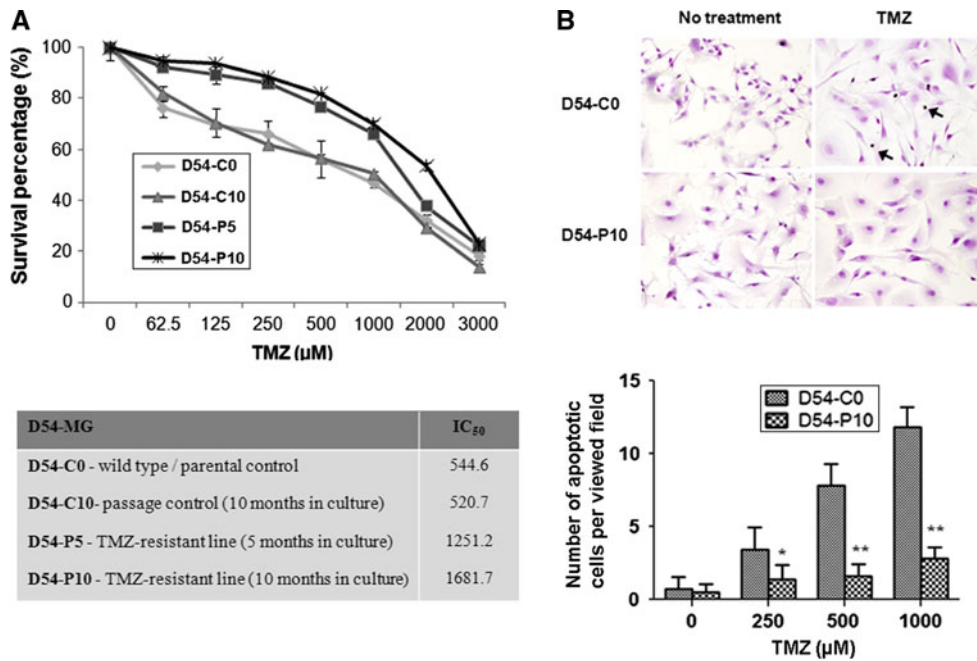 A
Survival percentage (%)
100
80
60
40
20
0
D54-C0
D54-C10
D54-P5
D54-P10
0 62.5 125 250 500 1000 2000 3000
TMZ (µM)
D54-MG IC50
D54-C0 - wild type / parental control 544.6
D54-C10- passage control (10 months in culture) 520.7
D54-P5 - TMZ-resistant line (5 months in culture) 1251.2
D54-P10 - TMZ-resistant line (10 months in culture) 1681.7
B
No treatment TMZ
D54-C0
D54-P10
Number of apoptotic
cells per viewed field
15
10
5
0
D54-C0
D54-P10
* ** **
0 250 500 1000
TMZ (µM)